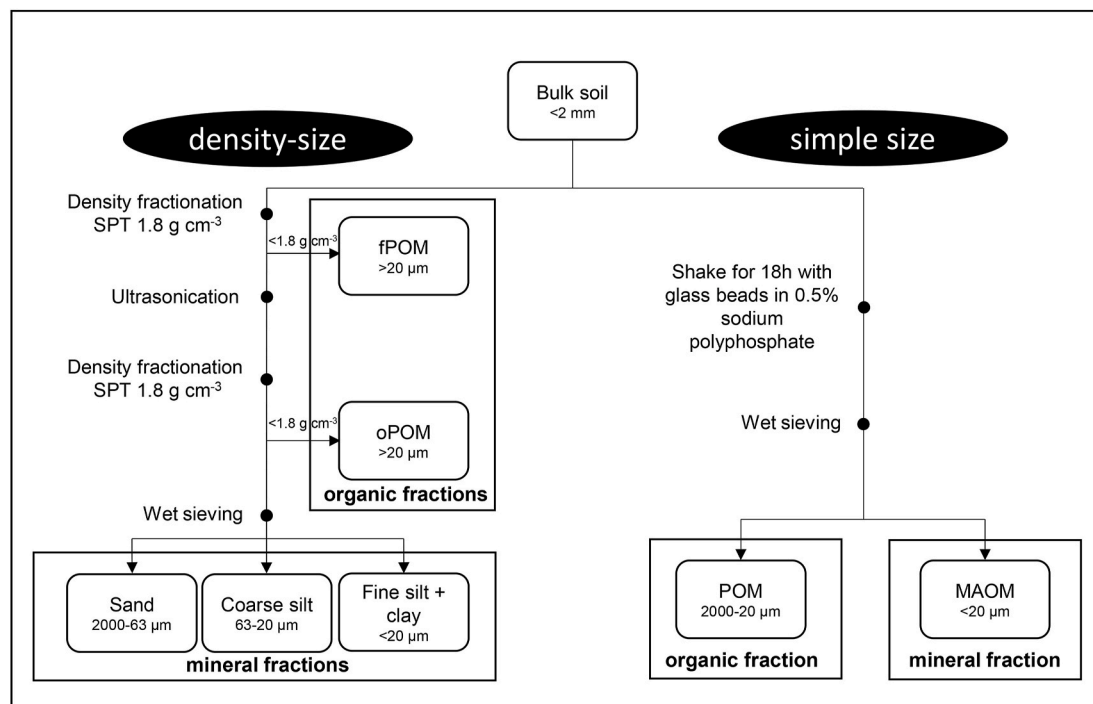 Bulk soil
<2 mm
density-size
simple size
Density fractionation
SPT 1.8 g cm-3
<1.8 g cm-3
fPOM
>20 µm
Ultrasonication
Density fractionation
SPT 1.8 g cm-3
<1.8 g cm-3
oPOM
>20 µm
organic fractions
Wet sieving
Sand
2000-63 µm
Coarse silt
63-20 µm
Fine silt +
clay
<20 µm
mineral fractions
Shake for 18h with
glass beads in 0.5%
sodium
polyphosphate
Wet sieving
POM
2000-20 µm
organic fraction
MAOM
<20 µm
mineral fraction